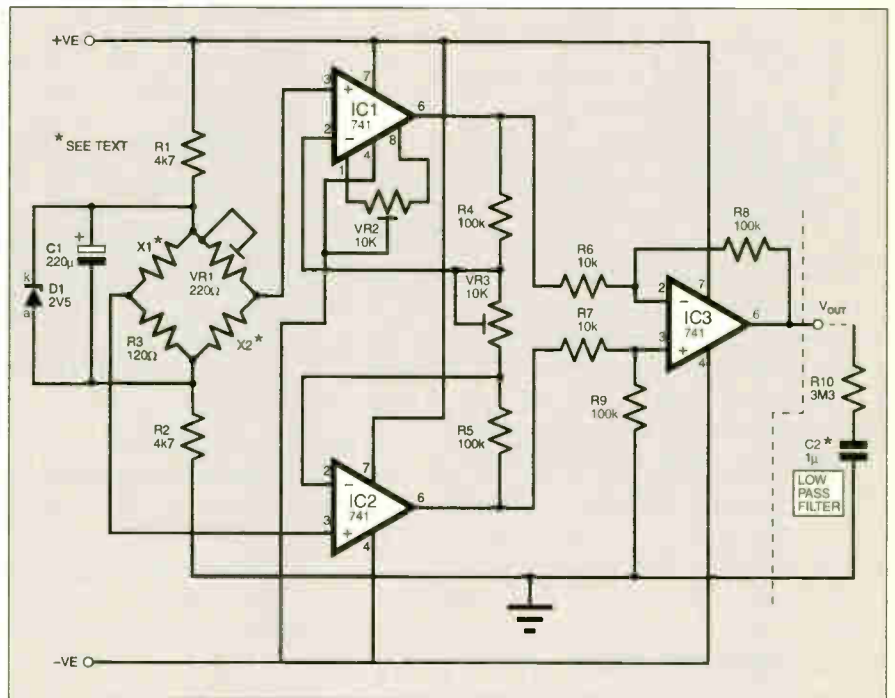 +VE
* SEE TEXT
R1
4k7
C1
220µ
+
k
D1
2V5
a
X1*
VR1
220Ω
R3
120Ω
X2*
R2
4k7
3
+
2
−
7
IC1
741
6
1
4
8
VR2
10K
R4
100k
VR3
10K
R5
100k
2
−
3
+
7
IC2
741
6
4
R6
10k
R7
10k
R8
100k
R9
100k
2
−
3
+
7
IC3
741
6
4
VOUT
R10
3M3
C2*
1µ
LOW
PASS
FILTER
−VE